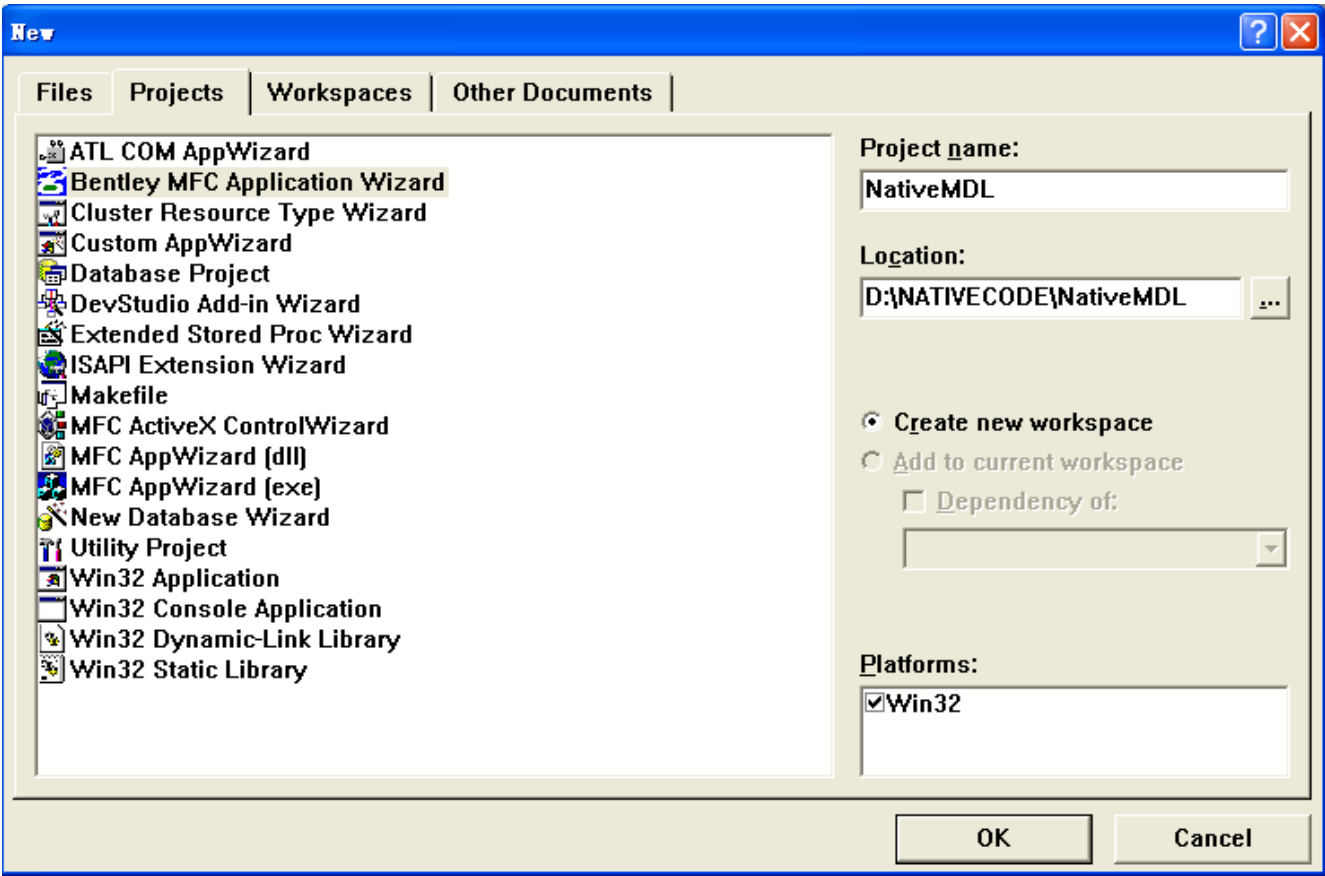 New
Files Projects Workspaces Other Documents
ATL COM AppWizard
Bentley MFC Application Wizard
Cluster Resource Type Wizard
Custom AppWizard
Database Project
DevStudio Add-in Wizard
Extended Stored Proc Wizard
ISAPI Extension Wizard
Makefile
MFC ActiveX ControlWizard
MFC AppWizard (dll)
MFC AppWizard (exe)
New Database Wizard
Utility Project
Win32 Application
Win32 Console Application
Win32 Dynamic-Link Library
Win32 Static Library
Project name:
NativeMDL
Location:
D:\NATIVECODE\NativeMDL
...
Create new workspace
Add to current workspace
Dependency of:
Platforms:
Win32
OK Cancel